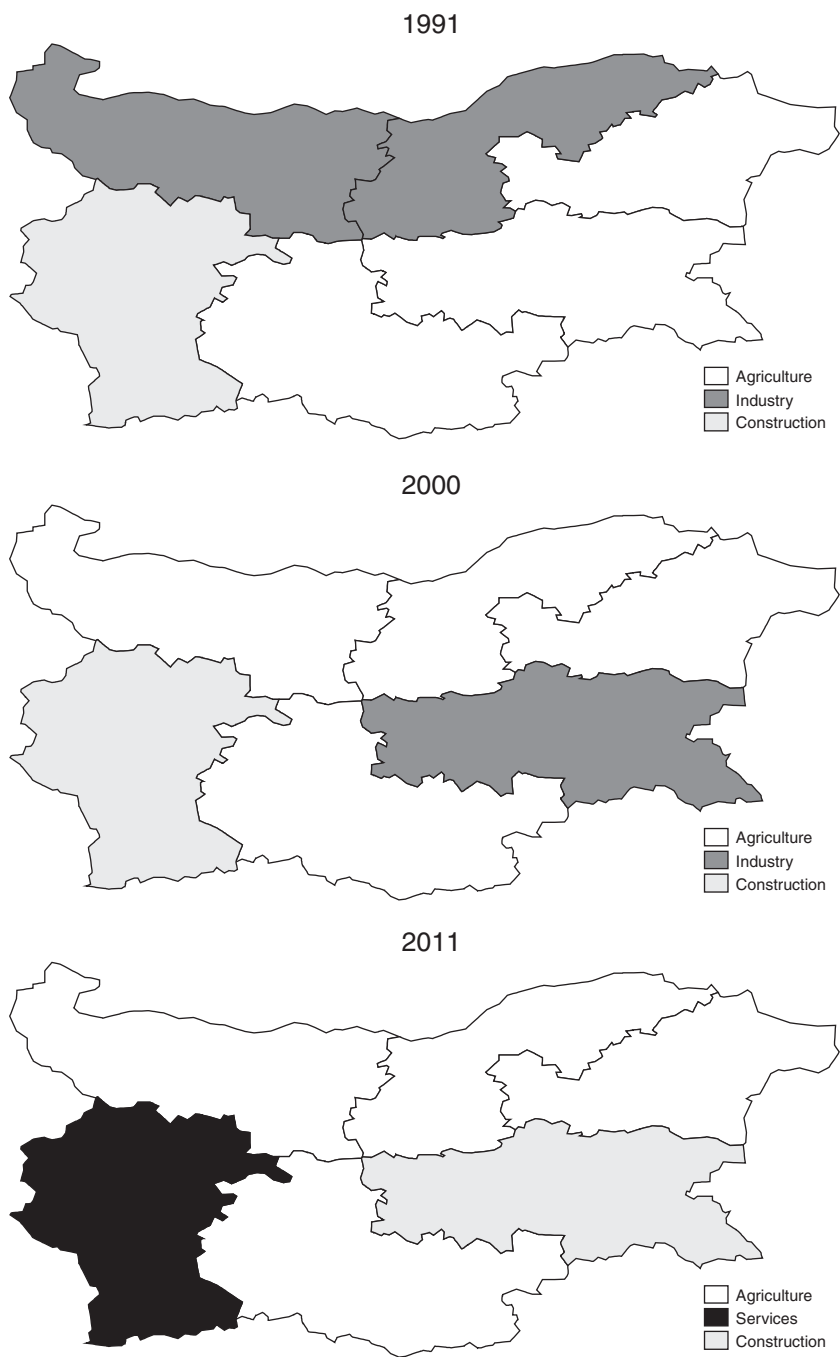 1991
Agriculture
Industry
Construction
2000
Agriculture
Industry
Construction
2011
Agriculture
Services
Construction